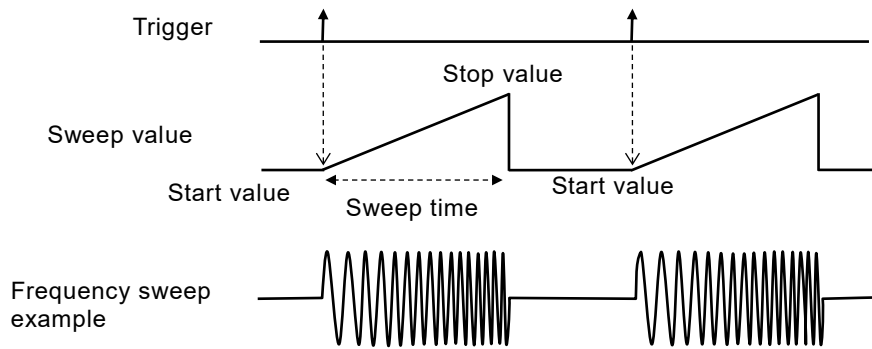 Trigger
Stop value
Sweep value
Start value
Start value
Sweep time
Frequency sweep
example